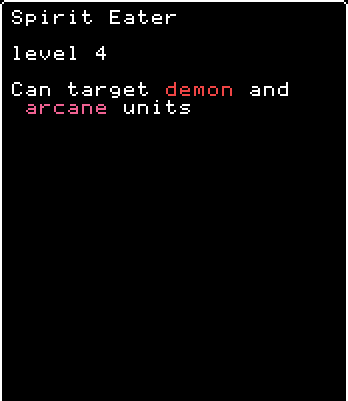 Spirit Eater
level 4
Can target demon and
arcane units